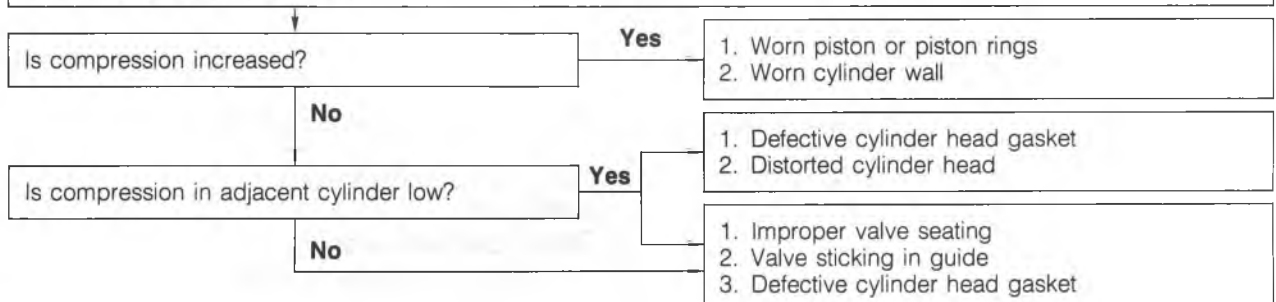 Is compression increased?
Yes
1. Worn piston or piston rings
2. Worn cylinder wall
No
Is compression in adjacent cylinder low?
Yes
1. Defective cylinder head gasket
2. Distorted cylinder head
No
1. Improper valve seating
2. Valve sticking in guide
3. Defective cylinder head gasket